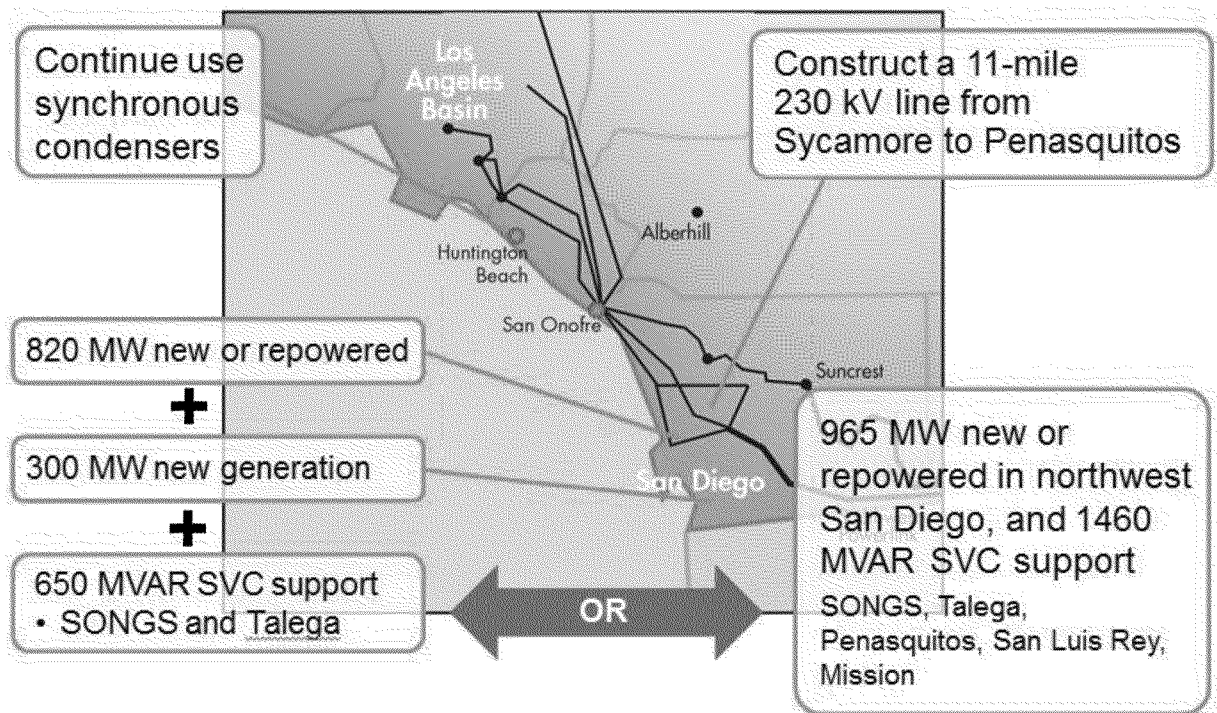 Continue use
synchronous
condensers
Los
Angeles
Basin
Construct a 11-mile
230 kV line from
Sycamore to Penasquitos
Alberhill
Huntington
Beach
San Onofre
Suncrest
820 MW new or repowered
+
300 MW new generation
+
650 MVAR SVC support
• SONGS and Talega
San Diego
OR
965 MW new or
repowered in northwest
San Diego, and 1460
MVAR SVC support
SONGS, Talega,
Penasquitos, San Luis Rey,
Mission